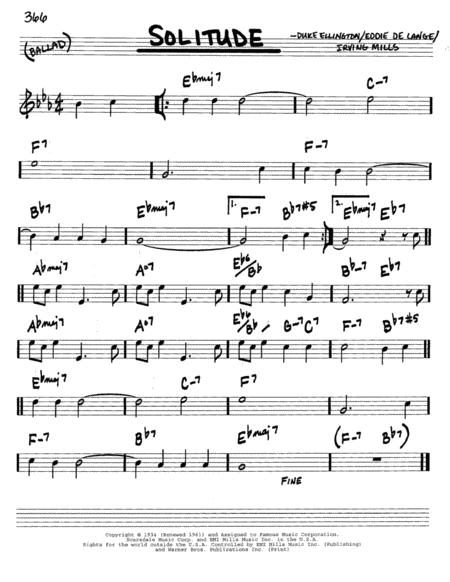 366
SOLITUDE
(BALLAD)
-DUKE ELLINGTON/EDDIE DE LANGE/
IRVING MILLS
Ebmaj7 C-7
F7 F-7
Bb7 Ebmaj7 1. F-7 Bb7#5 2. Ebmaj7 Eb7
Abmaj7 Ao7 Eb6/Bb Bb-7 Eb7
Abmaj7 Ao7 Eb6/Bb G-7 C7 F-7 Bb7#5
Ebmaj7 C-7 F7
F-7 Bb7 Ebmaj7 (F-7 Bb7)
FINE
Copyright © 1934 (Renewed 1961) and Assigned to Famous Music Corporation,
Scarsdale Music Corp. and EMI Mills Music Inc. in the U.S.A.
Rights for the world outside the U.S.A. Controlled by EMI Mills Music Inc. (Publishing)
and Warner Bros. Publications Inc. (Print)